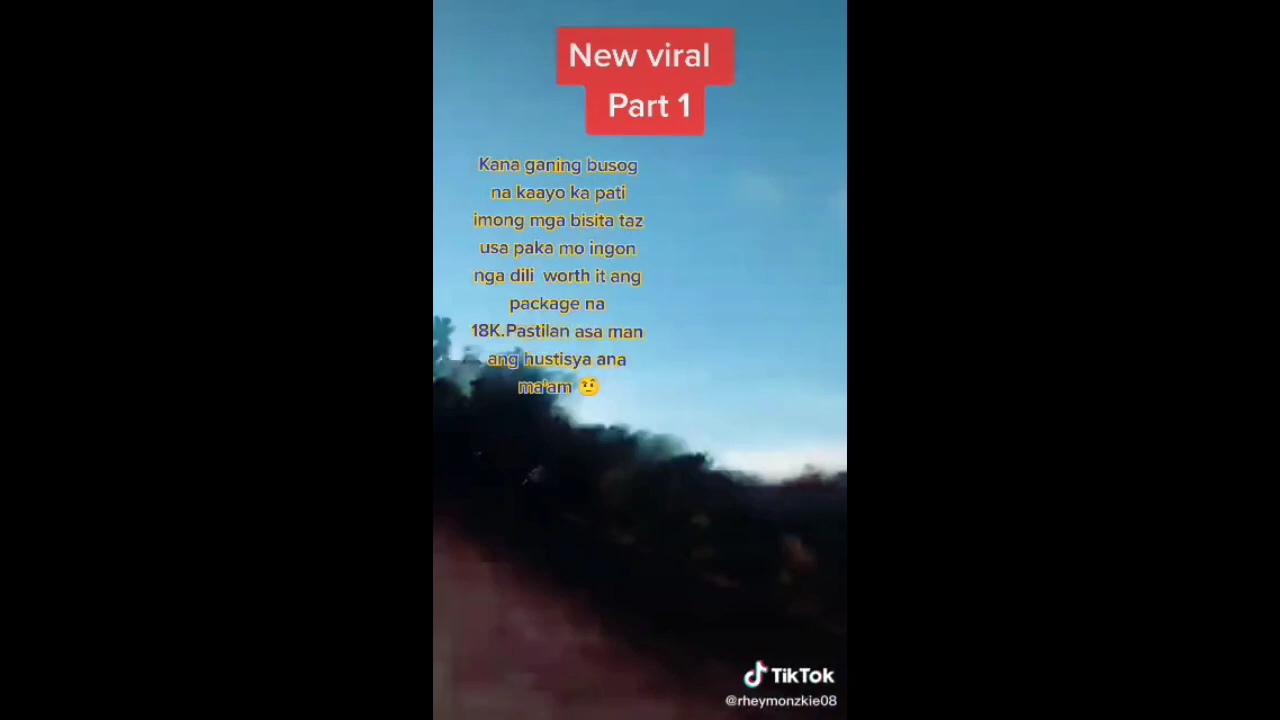 New viral
Part 1
Kana ganing busog
na kaayo ka pati
imong mga bisita taz
usa paka mo ingon
nga dili worth it ang
package na
18K.Pastilan asa man
ang hustisya ana
ma'am 🤨
TikTok
@rheymonzkie08